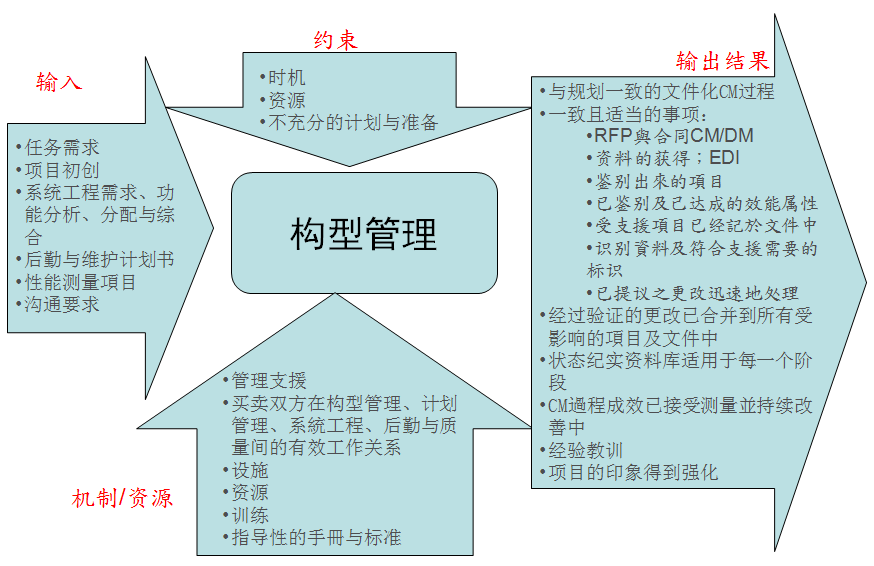 约束
输入
输出结果
•时机
•资源
•不充分的计划与准备
•任务需求
•项目初创
•系统工程需求、功
能分析、分配与综
合
•后勤与维护计划书
•性能测量項目
•沟通要求
构型管理
•与规划一致的文件化CM过程
•一致且适当的事项：
•RFP與合同CM/DM
•资料的获得；EDI
•鉴别出來的項目
•已鉴别及已达成的效能属性
•受支援項目已经記於文件中
•识别資料及符合支援需要的
标识
•已提议之更改迅速地处理
•经过验证的更改已合并到所有受
影响的項目及文件中
•状态纪实资料库适用于每一个阶
段
•CM過程成效已接受测量並持续改
善中
•经验教训
•项目的印象得到强化
•管理支援
•买卖双方在构型管理、计划
管理、系統工程、后勤与质
量间的有效工作关系
•设施
•资源
•训练
•指导性的手冊与标准
机制/资源